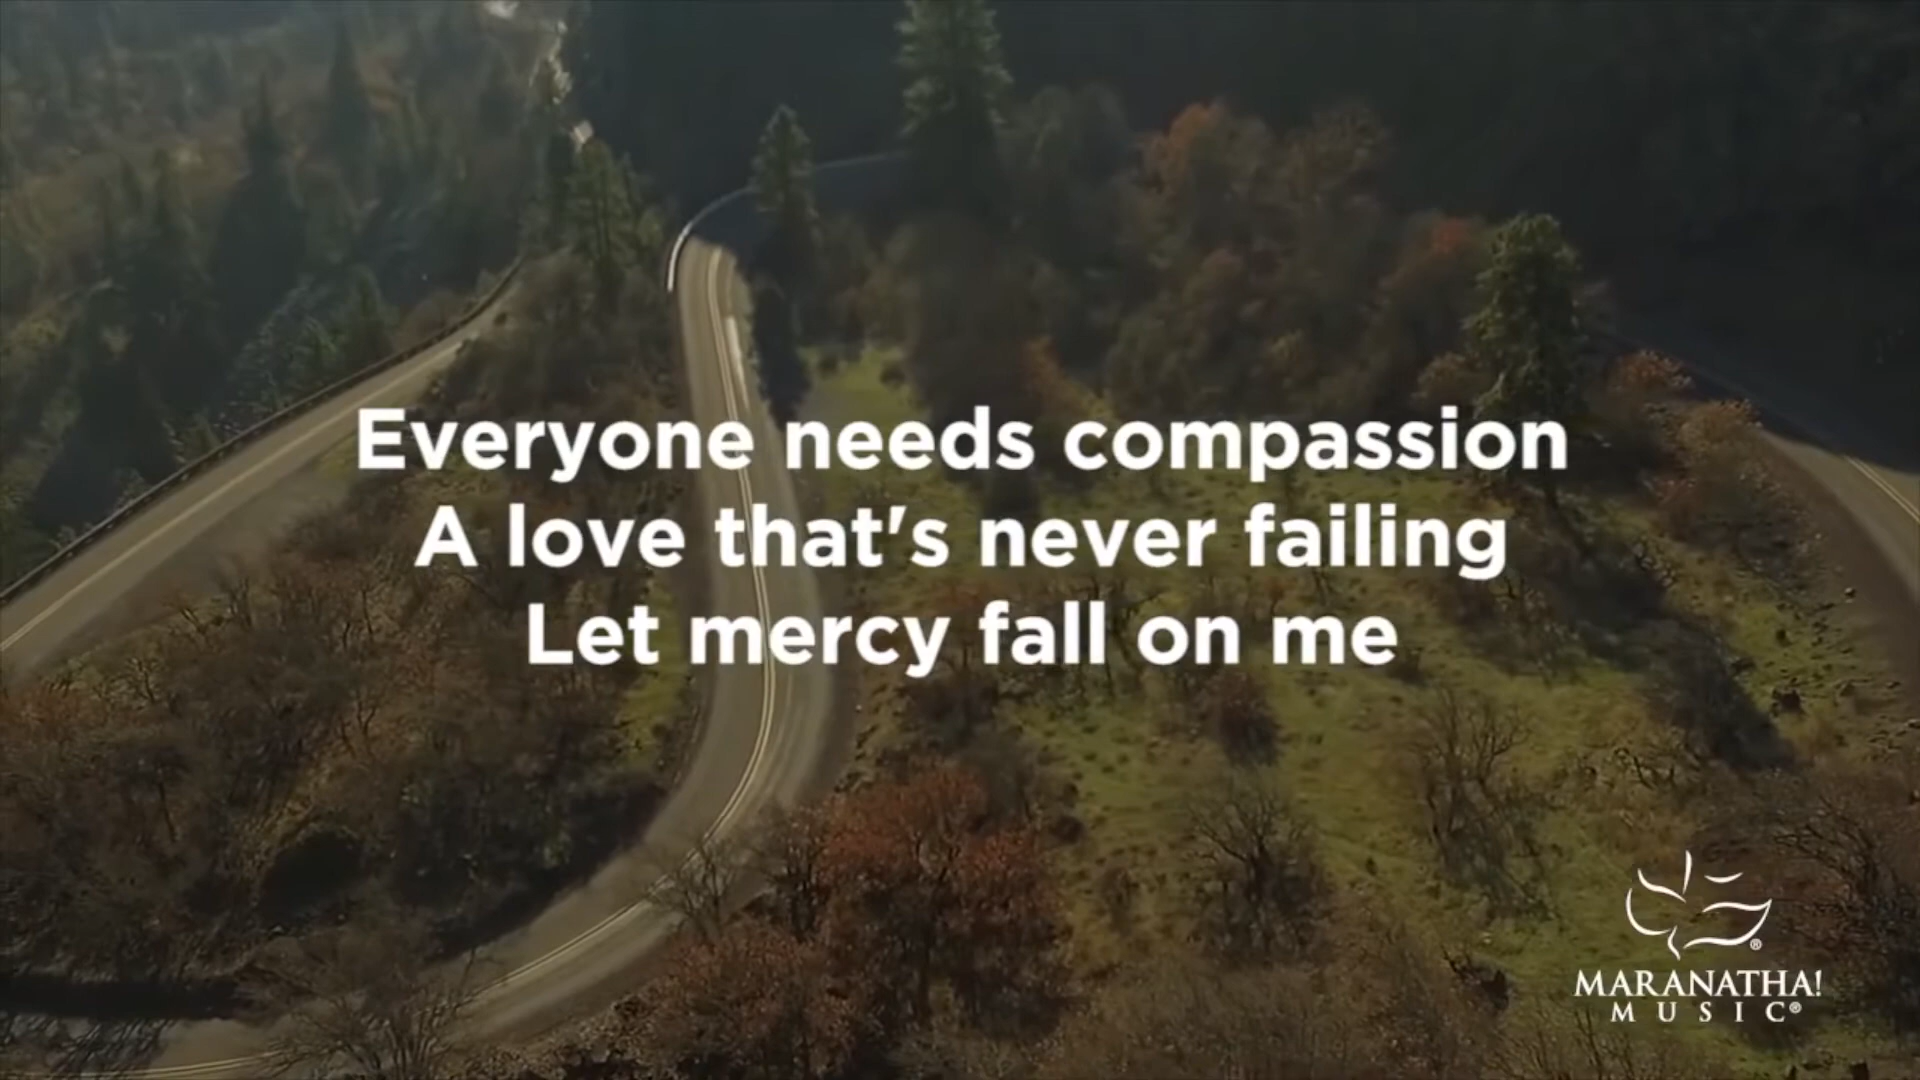 Everyone needs compassion
A love that's never failing
Let mercy fall on me
MARANATHA!
MUSIC®